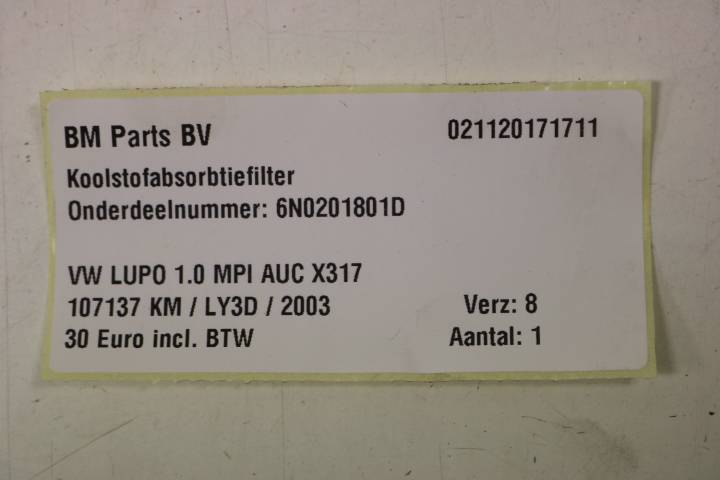 BM Parts BV 021120171711
Koolstofabsorbtiefilter
Onderdeelnummer: 6N0201801D
VW LUPO 1.0 MPI AUC X317
107137 KM / LY3D / 2003 Verz: 8
30 Euro incl. BTW Aantal: 1